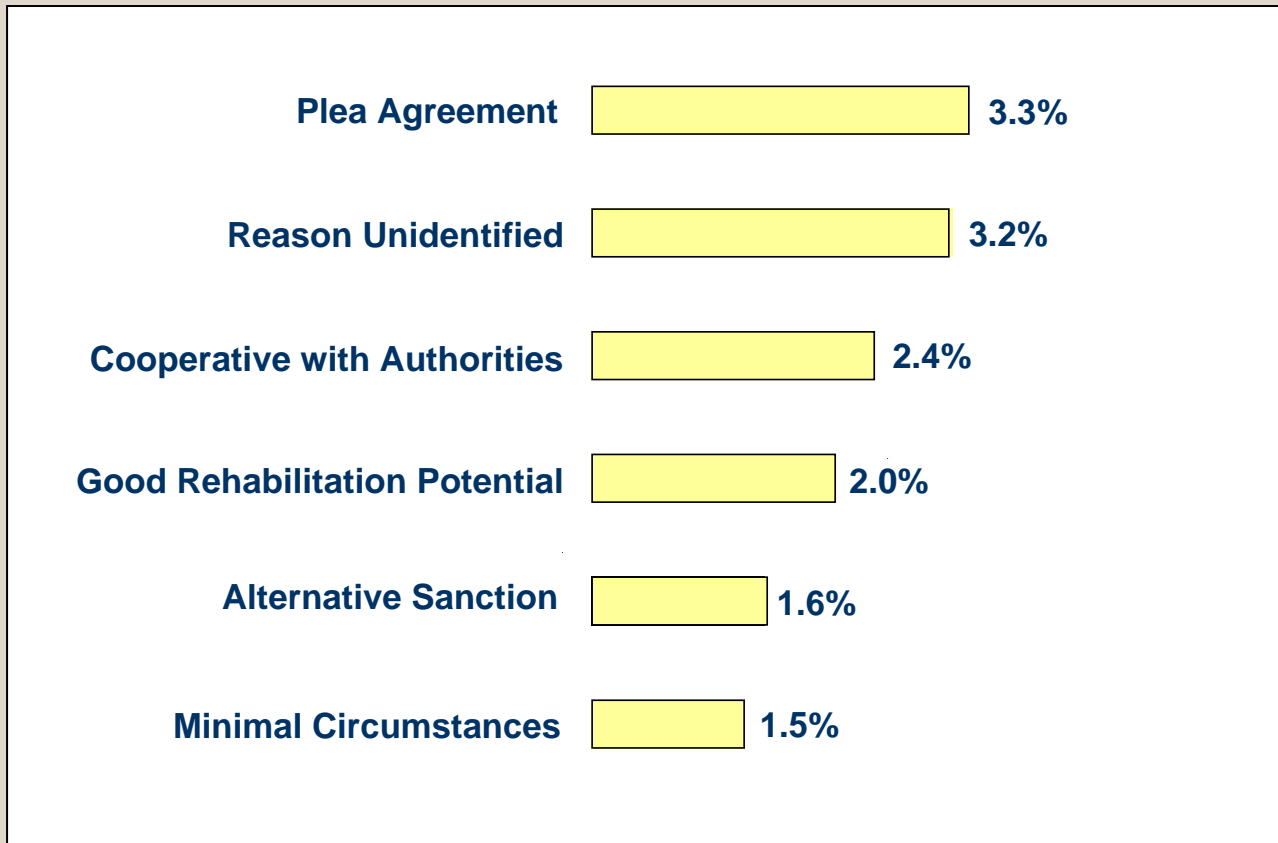 Plea Agreement 3.3%
Reason Unidentified 3.2%
Cooperative with Authorities 2.4%
Good Rehabilitation Potential 2.0%
Alternative Sanction 1.6%
Minimal Circumstances 1.5%